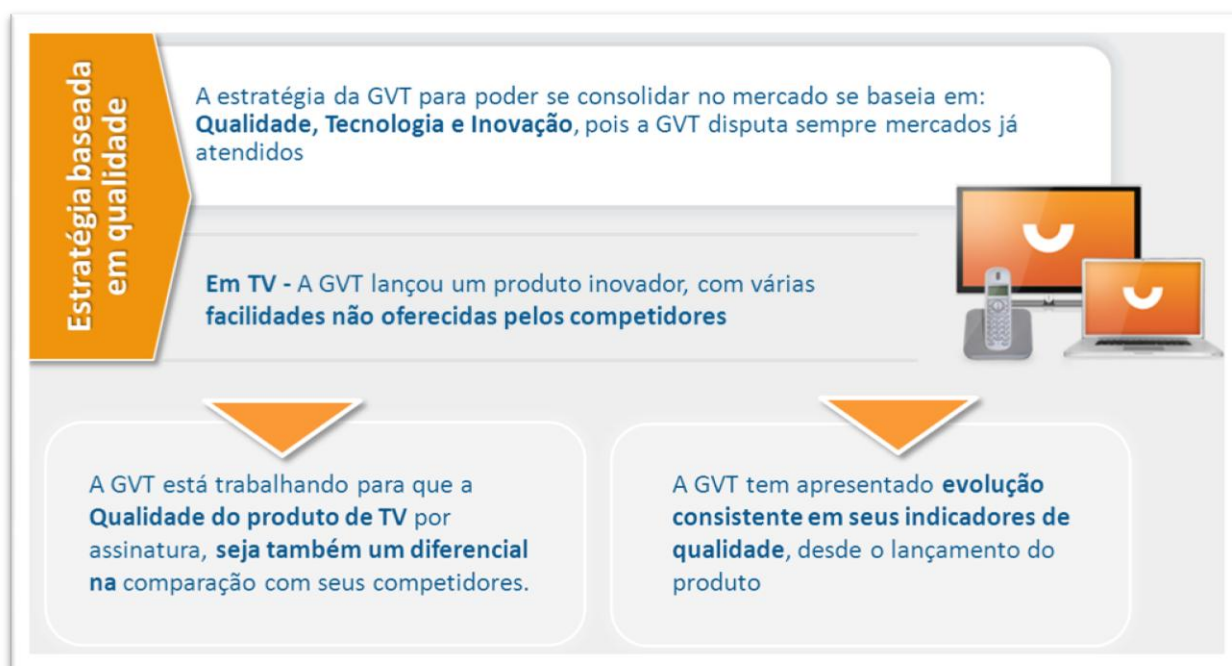 Estratégia baseada
em qualidade
A estratégia da GVT para poder se consolidar no mercado se baseia em:
Qualidade, Tecnologia e Inovação, pois a GVT disputa sempre mercados já
atendidos
Em TV - A GVT lançou um produto inovador, com várias
facilidades não oferecidas pelos competidores
A GVT está trabalhando para que a
Qualidade do produto de TV por
assinatura, seja também um diferencial
na comparação com seus competidores.
A GVT tem apresentado evolução
consistente em seus indicadores de
qualidade, desde o lançamento do
produto